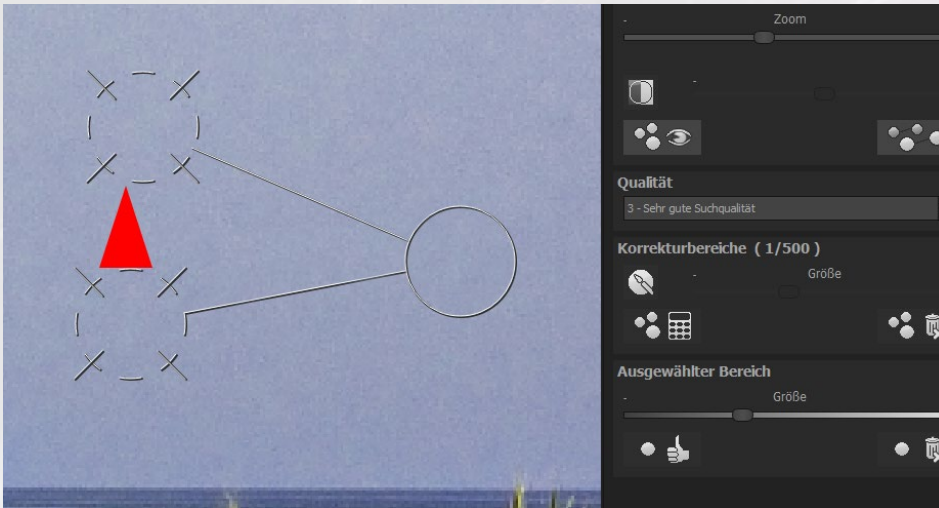 - Zoom
-
Qualität
3 - Sehr gute Suchqualität
Korrekturbereiche ( 1/500 )
- Größe
Ausgewählter Bereich
- Größe